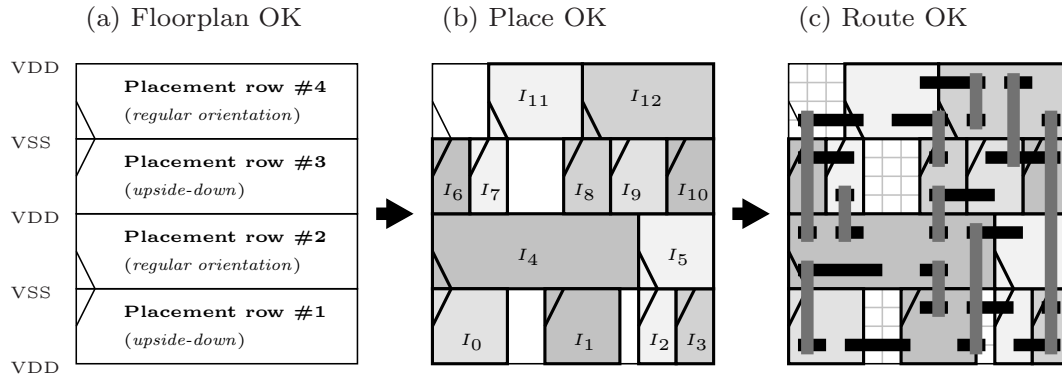 (a) Floorplan OK
(b) Place OK
(c) Route OK
VDD
Placement row #4
(regular orientation)
VSS
Placement row #3
(upside-down)
VDD
Placement row #2
(regular orientation)
VSS
Placement row #1
(upside-down)
VDD
I11
I12
I6
I7
I8
I9
I10
I4
I5
I0
I1
I2
I3